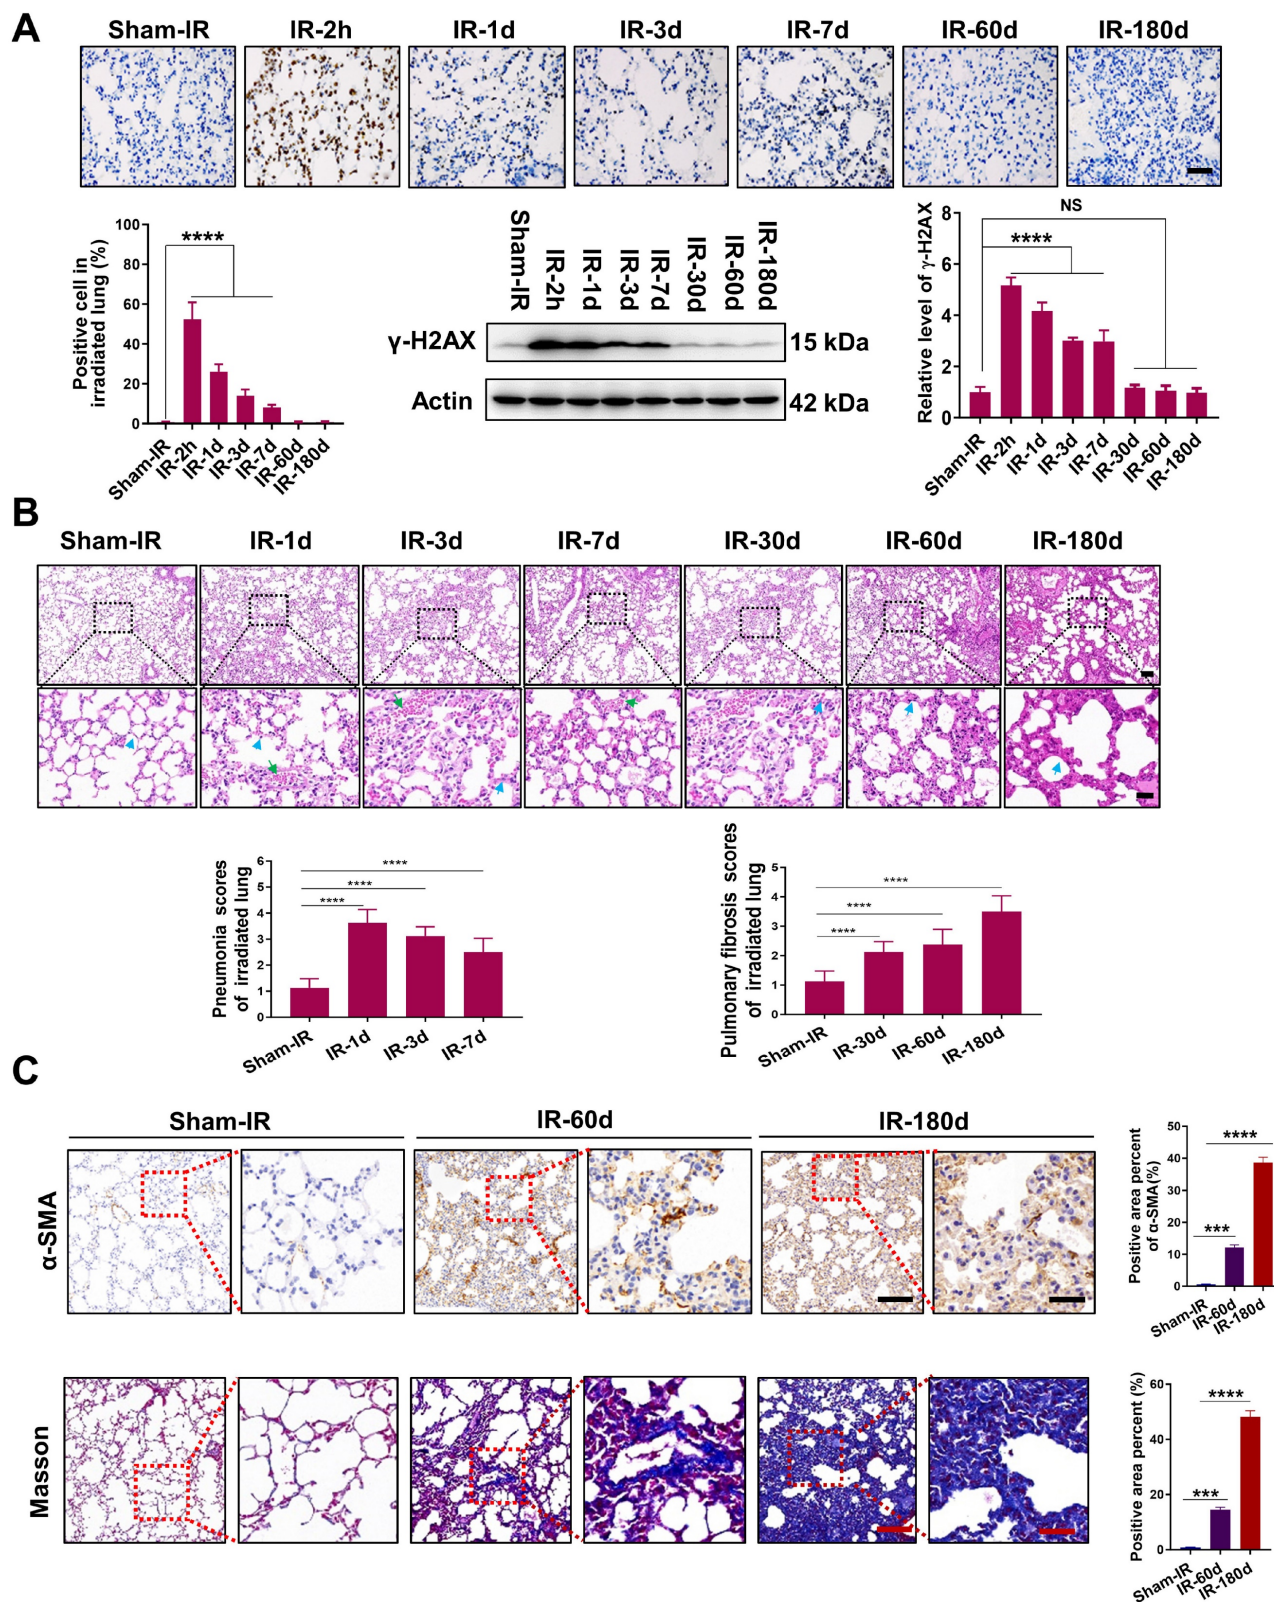 A
Sham-IR IR-2h IR-1d IR-3d IR-7d IR-60d IR-180d
Positive cell in
irradiated lung (%)
100
80
60
40
20
0
****
Sham-IR IR-2h IR-1d IR-3d IR-7d IR-60d IR-180d
Sham-IR IR-2h IR-1d IR-3d IR-7d IR-30d IR-60d IR-180d
γ-H2AX 15 kDa
Actin 42 kDa
Relative level of γ-H2AX
8
6
4
2
0
NS
****
Sham-IR IR-2h IR-1d IR-3d IR-7d IR-30d IR-60d IR-180d
B
Sham-IR IR-1d IR-3d IR-7d IR-30d IR-60d IR-180d
Pneumonia scores
of irradiated lung
6
5
4
3
2
1
0
****
****
****
Sham-IR IR-1d IR-3d IR-7d
Pulmonary fibrosis scores
of irradiated lung
5
4
3
2
1
0
****
****
****
Sham-IR IR-30d IR-60d IR-180d
C
Sham-IR IR-60d IR-180d
α-SMA
Positive area percent
of α-SMA(%)
50
40
30
20
10
0
****
***
Sham-IR IR-60d IR-180d
Masson
Positive area percent (%)
60
40
20
0
****
***
Sham-IR IR-60d IR-180d